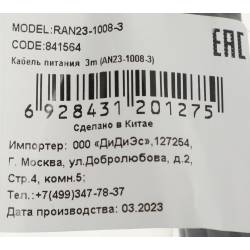 MODEL:RAN23-1008-3
CODE:841564
EAC
Кабель питания 3m (AN23-1008-3)
6 928431 201275
Сделано в Китае
Импортер: ООО «ДиДиЭс»,127254,
Г. Москва, ул.Добролюбова, д.2,
Стр.4, комн.5;
Тел.:+7(499)347-78-37
Дата производства: 03.2023